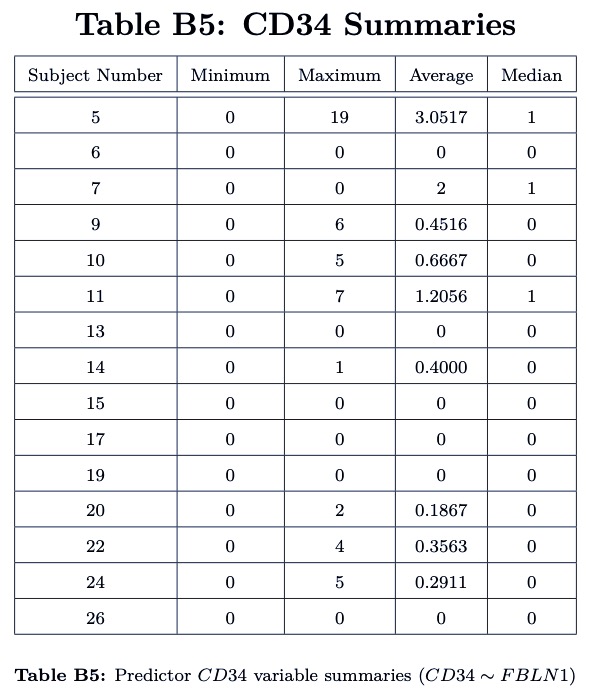 Table B5: CD34 Summaries
Subject Number Minimum Maximum Average Median
5 0 19 3.0517 1
6 0 0 0 0
7 0 0 2 1
9 0 6 0.4516 0
10 0 5 0.6667 0
11 0 7 1.2056 1
13 0 0 0 0
14 0 1 0.4000 0
15 0 0 0 0
17 0 0 0 0
19 0 0 0 0
20 0 2 0.1867 0
22 0 4 0.3563 0
24 0 5 0.2911 0
26 0 0 0 0
Table B5: Predictor CD34 variable summaries (CD34 ∼ FBLN1)